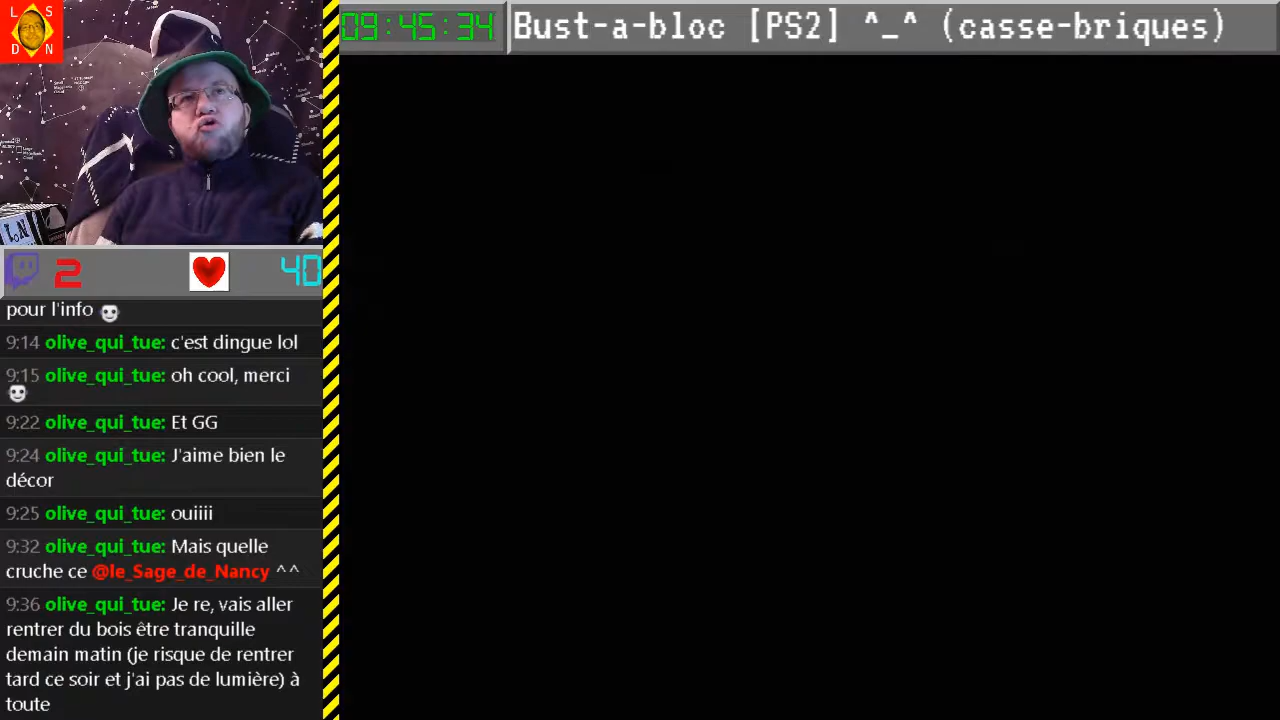 L S
D N
09:45:34
Bust-a-bloc [PS2] ^_^ (casse-briques)
2
40
pour l'info
9:14 olive_qui_tue: c'est dingue lol
9:15 olive_qui_tue: oh cool, merci
9:22 olive_qui_tue: Et GG
9:24 olive_qui_tue: J'aime bien le
décor
9:25 olive_qui_tue: ouiiii
9:32 olive_qui_tue: Mais quelle
cruche ce @le_Sage_de_Nancy ^^
9:36 olive_qui_tue: Je re, vais aller
rentrer du bois être tranquille
demain matin (je risque de rentrer
tard ce soir et j'ai pas de lumière) à
toute